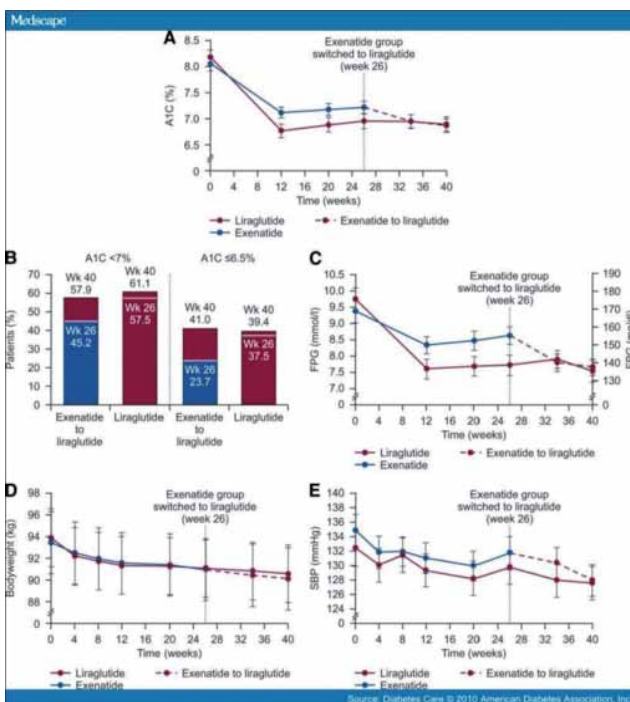 Medscape
A
Exenatide group
switched to liraglutide
(week 26)
8.5
8.0
7.5
7.0
6.5
0
A1C (%)
0 4 8 12 16 20 24 28 32 36 40
Time (weeks)
Liraglutide
Exenatide
Exenatide to liraglutide
B
A1C <7%
A1C ≤6.5%
70
60
50
40
30
20
10
0
Patients (%)
Wk 40
57.9
Wk 26
45.2
Wk 40
61.1
Wk 26
57.5
Wk 40
41.0
Wk 26
23.7
Wk 40
39.4
Wk 26
37.5
Exenatide
to
liraglutide
Liraglutide
Exenatide
to
liraglutide
Liraglutide
C
Exenatide group
switched to liraglutide
(week 26)
10.5
10.0
9.5
9.0
8.5
8.0
7.5
7.0
0
FPG (mmol/l)
190
180
170
160
150
140
130
0
0 4 8 12 16 20 24 28 32 36 40
Time (weeks)
Liraglutide
Exenatide
Exenatide to liraglutide
D
Exenatide group
switched to liraglutide
(week 26)
98
96
94
92
90
88
0
Bodyweight (kg)
0 4 8 12 16 20 24 28 32 36 40
Time (weeks)
Liraglutide
Exenatide
Exenatide to liraglutide
E
Exenatide group
switched to liraglutide
(week 26)
140
138
136
134
132
130
128
126
124
0
SBP (mmHg)
0 4 8 12 16 20 24 28 32 36 40
Time (weeks)
Liraglutide
Exenatide
Exenatide to liraglutide
Source: Diabetes Care © 2010 American Diabetes Association, Inc